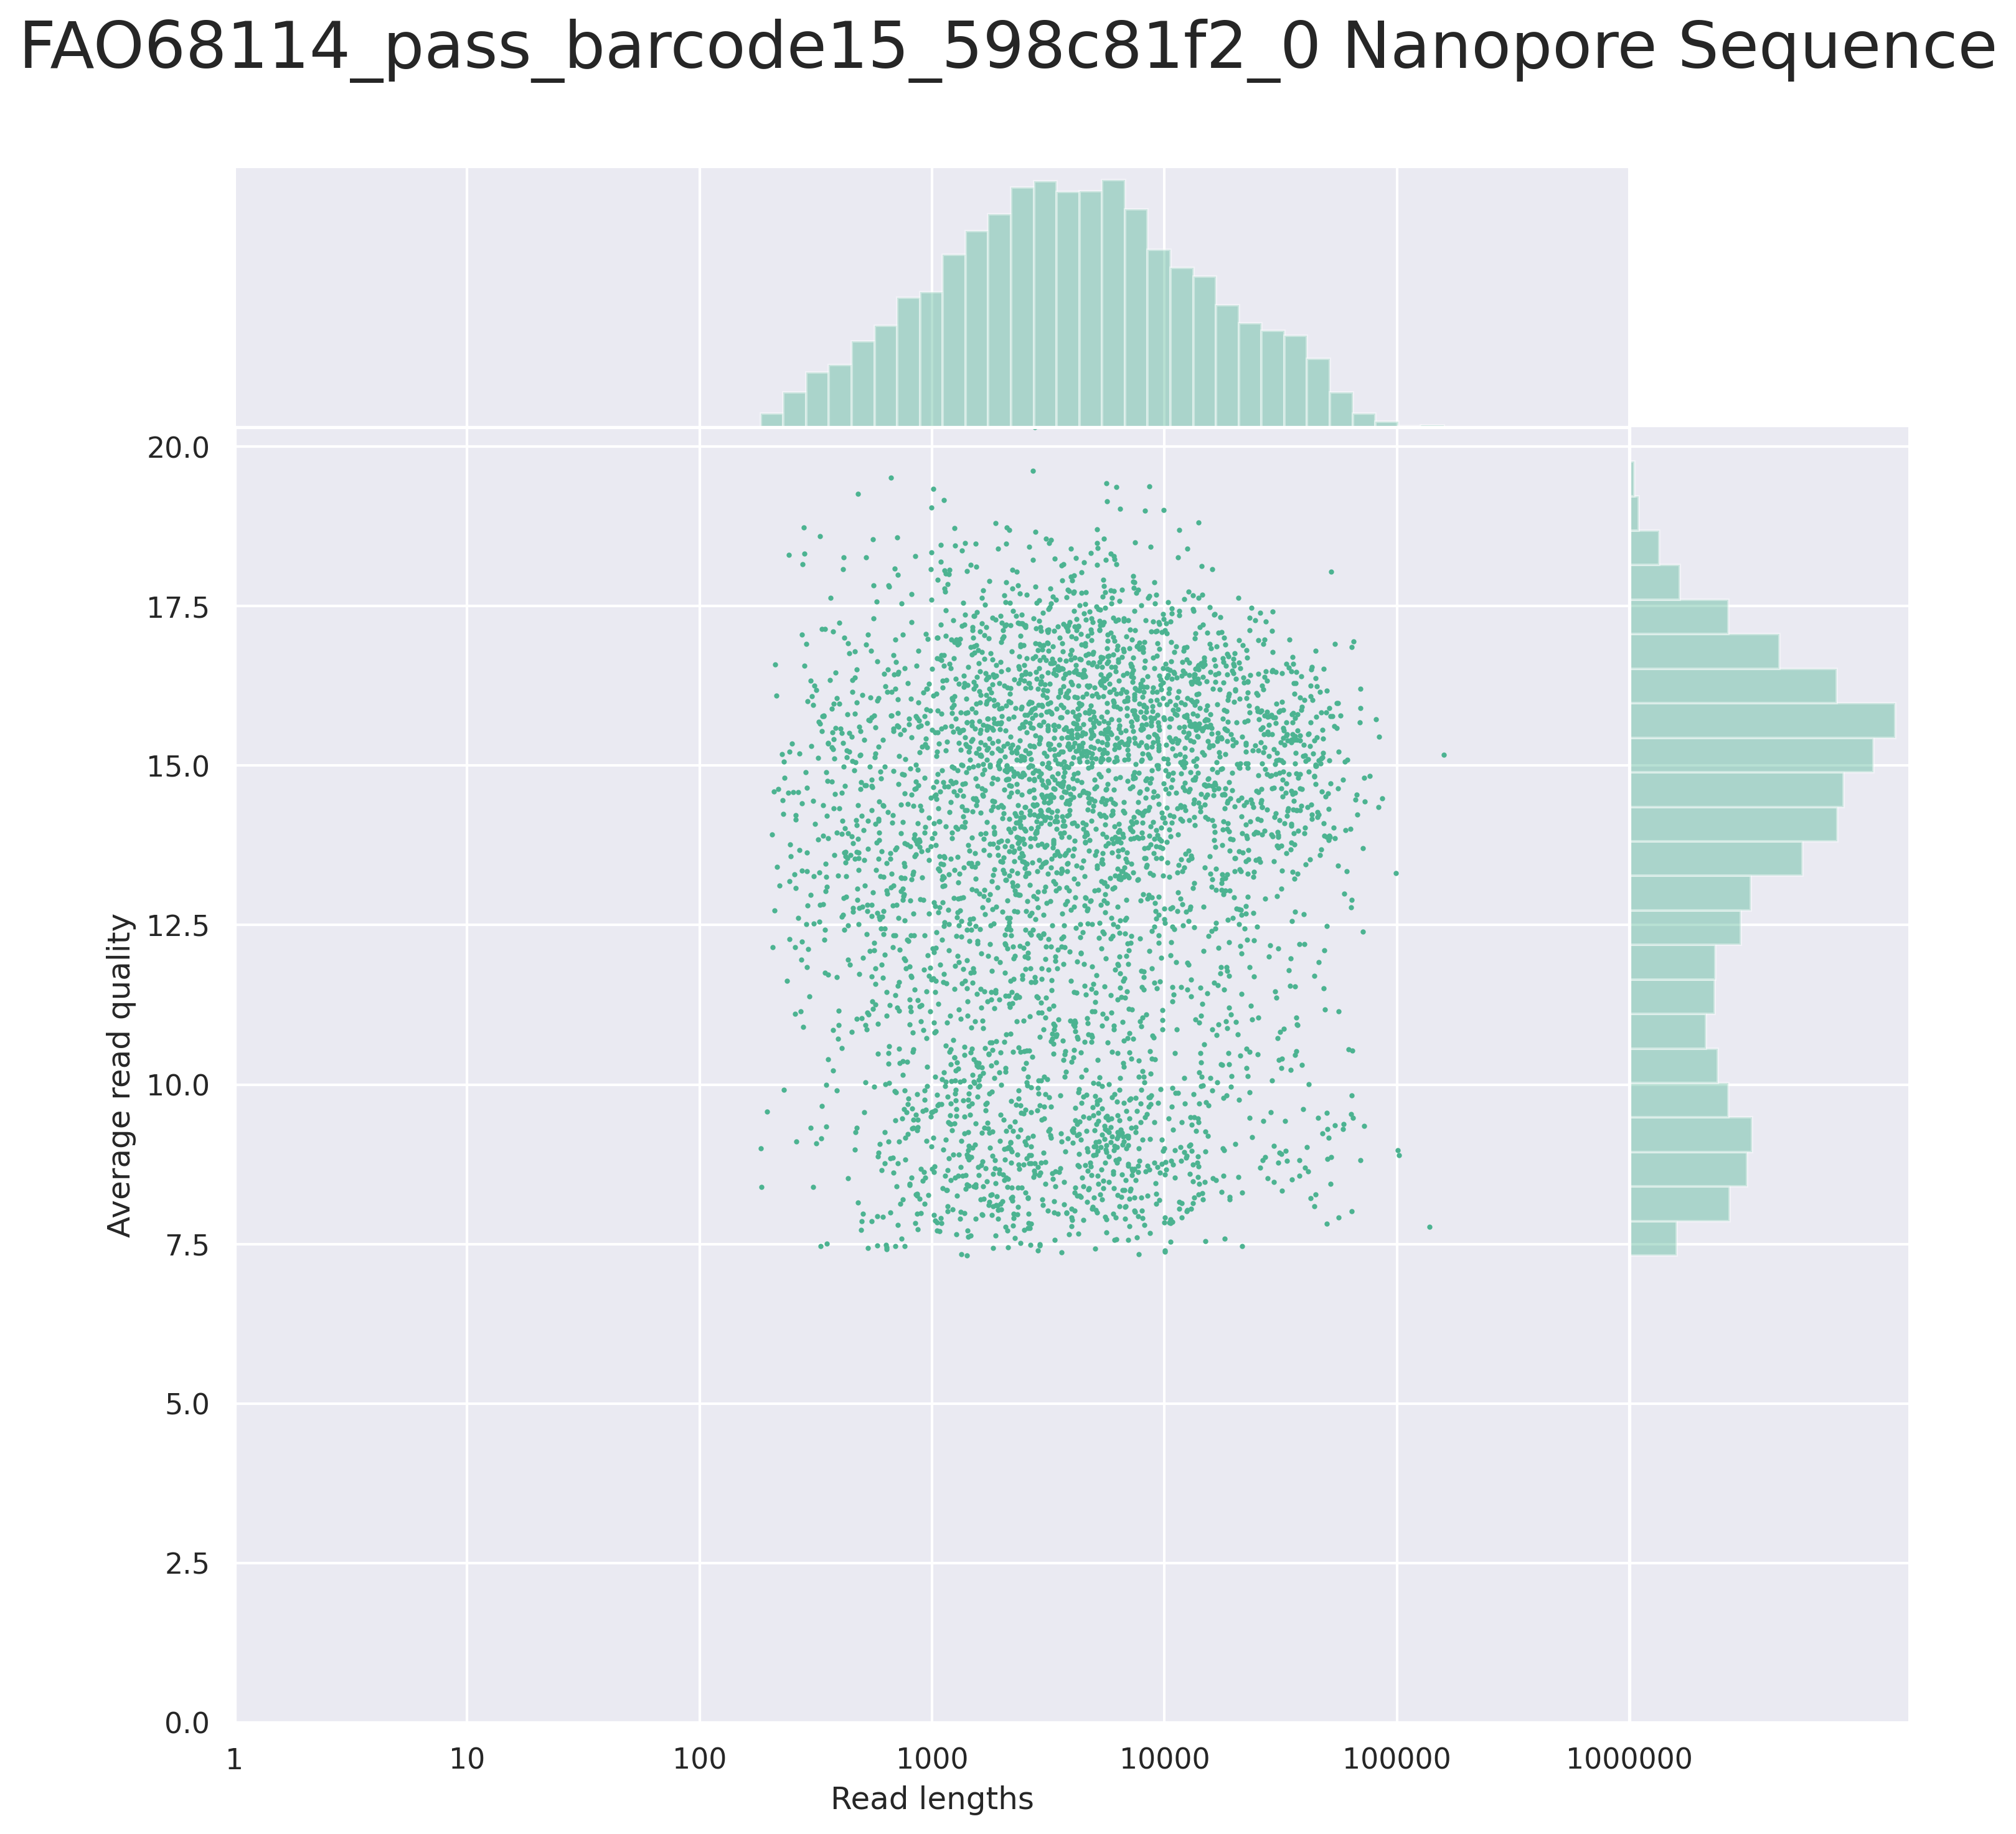 FAO68114_pass_barcode15_598c81f2_0 Nanopore Sequence
20.0
17.5
15.0
12.5
10.0
7.5
5.0
2.5
0.0
Average read quality
1 10 100 1000 10000 100000 1000000
Read lengths